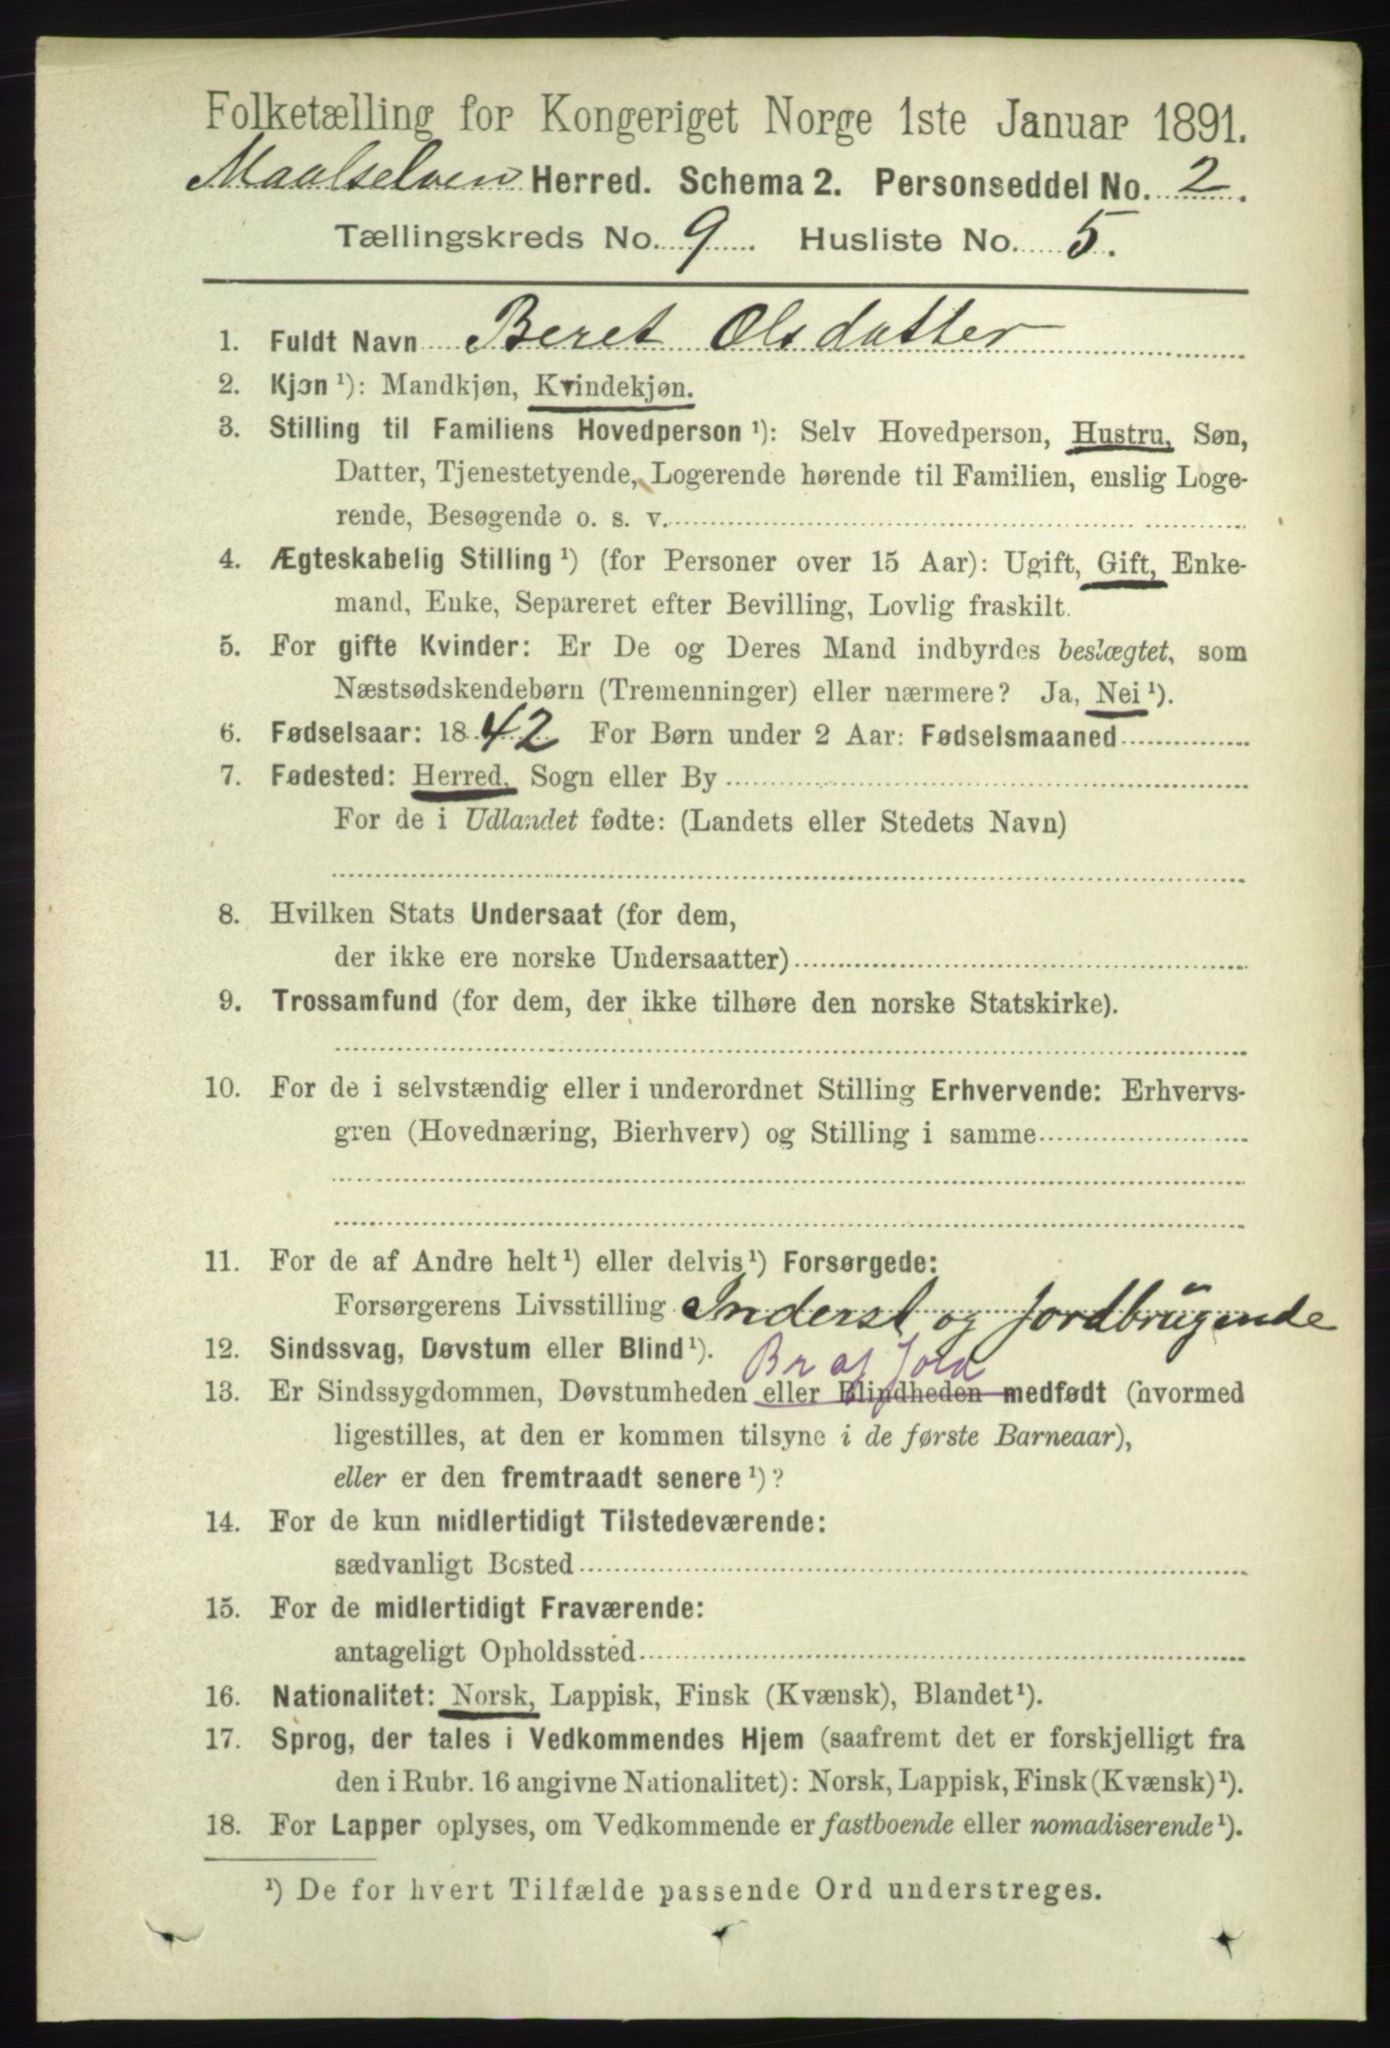 Folketælling for Kongeriget Norge 1ste Januar 1891.
Maalselven Herred. Schema 2. Personseddel No. 2.
Tællingskreds No. 9. Husliste No. 5.
1. Fuldt Navn Beret Olsdatter
2. Kjøn ¹): Mandkjøn, Kvindekjøn.
3. Stilling til Familiens Hovedperson ¹): Selv Hovedperson, Hustru, Søn,
Datter, Tjenestetyende, Logerende hørende til Familien, enslig Loge-
rende, Besøgende o. s. v.
4. Ægteskabelig Stilling ¹) (for Personer over 15 Aar): Ugift, Gift, Enke-
mand, Enke, Separeret efter Bevilling, Lovlig fraskilt.
5. For gifte Kvinder: Er De og Deres Mand indbyrdes beslægtet, som
Næstsødskendebørn (Tremenninger) eller nærmere? Ja, Nei ¹).
6. Fødselsaar: 1842 For Børn under 2 Aar: Fødselsmaaned
7. Fødested: Herred, Sogn eller By
For de i Udlandet fødte: (Landets eller Stedets Navn)
8. Hvilken Stats Undersaat (for dem,
der ikke ere norske Undersaatter)
9. Trossamfund (for dem, der ikke tilhøre den norske Statskirke).
10. For de i selvstændig eller i underordnet Stilling Erhvervende: Erhvervs-
gren (Hovednæring, Bierhverv) og Stilling i samme
11. For de af Andre helt ¹) eller delvis ¹) Forsørgede:
Forsørgerens Livsstilling Inderst og Jordbrugende
12. Sindssvag, Døvstum eller Blind ¹). Br af Jord
13. Er Sindssygdommen, Døvstumheden eller Blindheden medfødt (hvormed
ligestilles, at den er kommen tilsyne i de første Barneaar),
eller er den fremtraadt senere ¹)?
14. For de kun midlertidigt Tilstedeværende:
sædvanligt Bosted
15. For de midlertidigt Fraværende:
antageligt Opholdssted
16. Nationalitet: Norsk, Lappisk, Finsk (Kvænsk), Blandet ¹).
17. Sprog, der tales i Vedkommendes Hjem (saafremt det er forskjelligt fra
den i Rubr. 16 angivne Nationalitet): Norsk, Lappisk, Finsk (Kvænsk) ¹).
18. For Lapper oplyses, om Vedkommende er fastboende eller nomadiserende ¹).
¹) De for hvert Tilfælde passende Ord understreges.